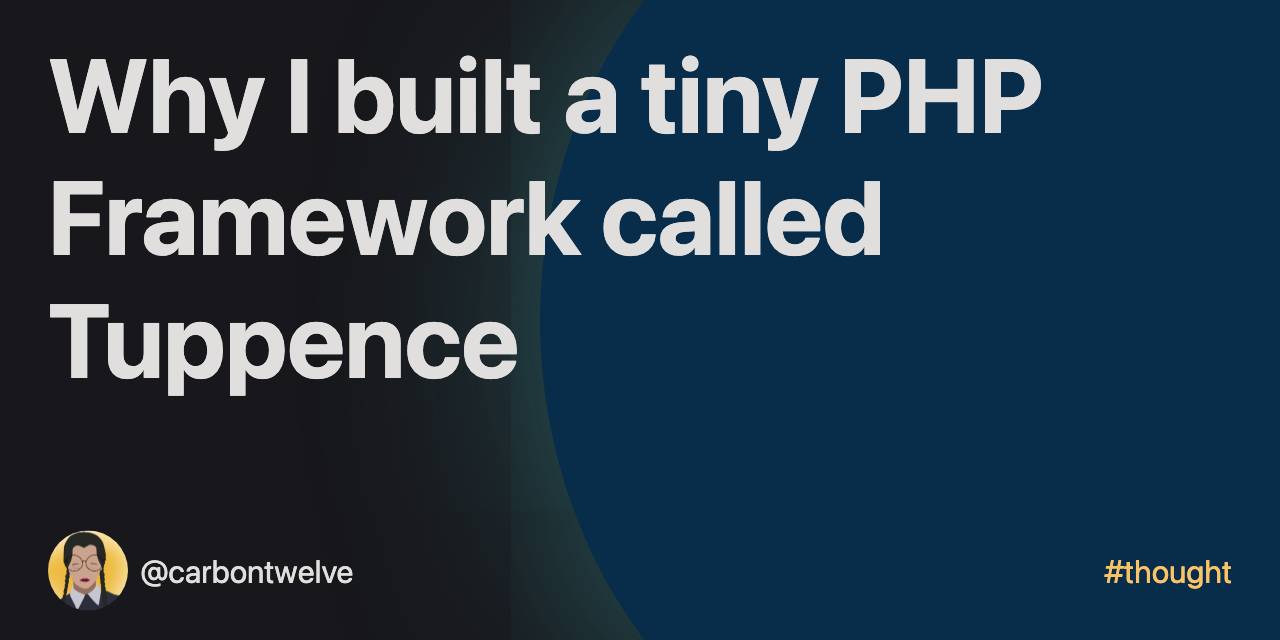 Why I built a tiny PHP
Framework called
Tuppence
@carbontwelve
#thought